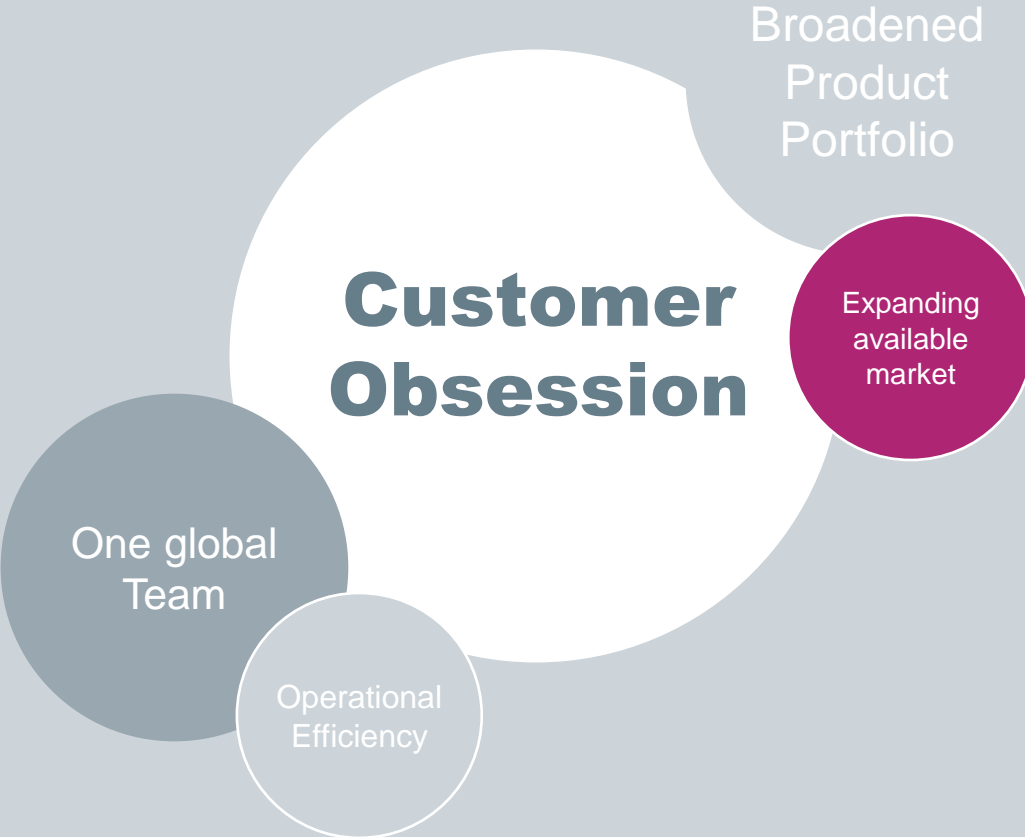 Broadened
Product
Portfolio
Customer
Obsession
Expanding
available
market
One global
Team
Operational
Efficiency